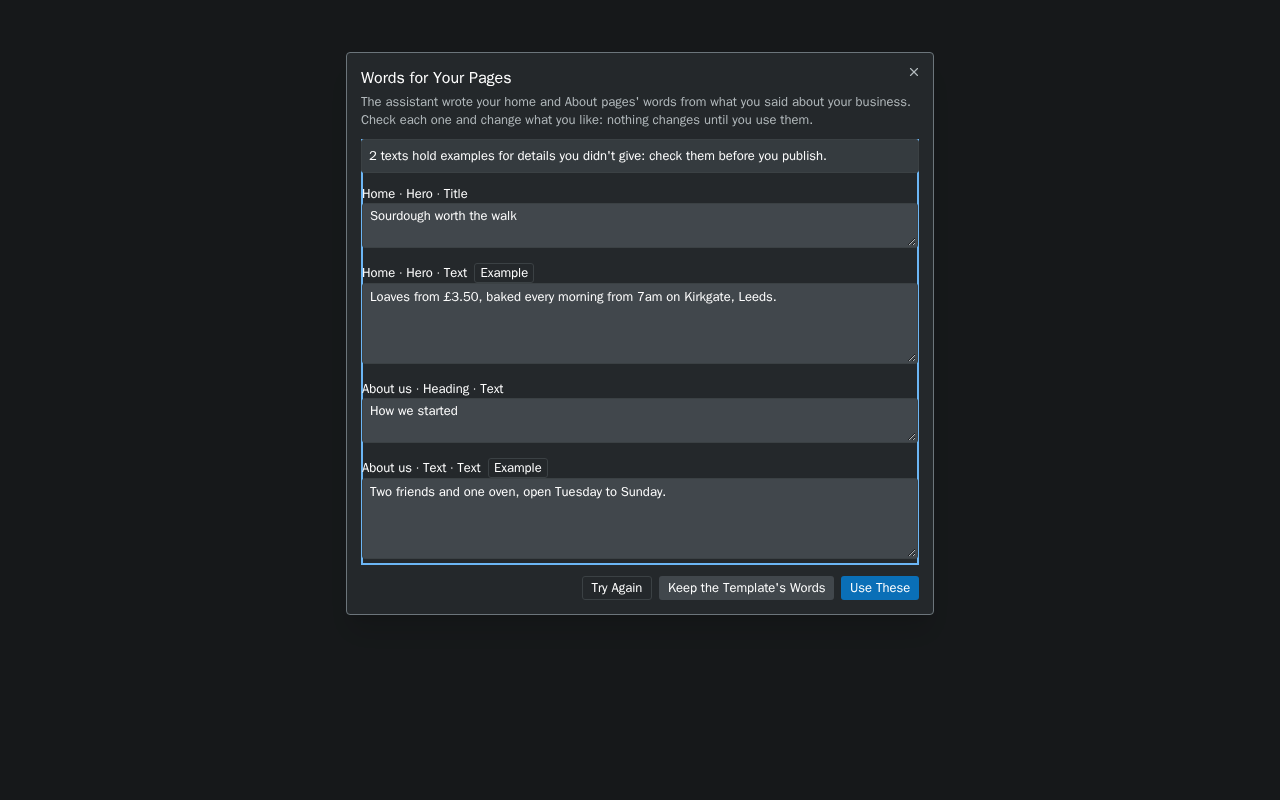 Words for Your Pages
The assistant wrote your home and About pages' words from what you said about your business.
Check each one and change what you like: nothing changes until you use them.
2 texts hold examples for details you didn't give: check them before you publish.
Home · Hero · Title
Sourdough worth the walk
Home · Hero · Text Example
Loaves from £3.50, baked every morning from 7am on Kirkgate, Leeds.
About us · Heading · Text
How we started
About us · Text · Text Example
Two friends and one oven, open Tuesday to Sunday.
Try Again Keep the Template's Words Use These